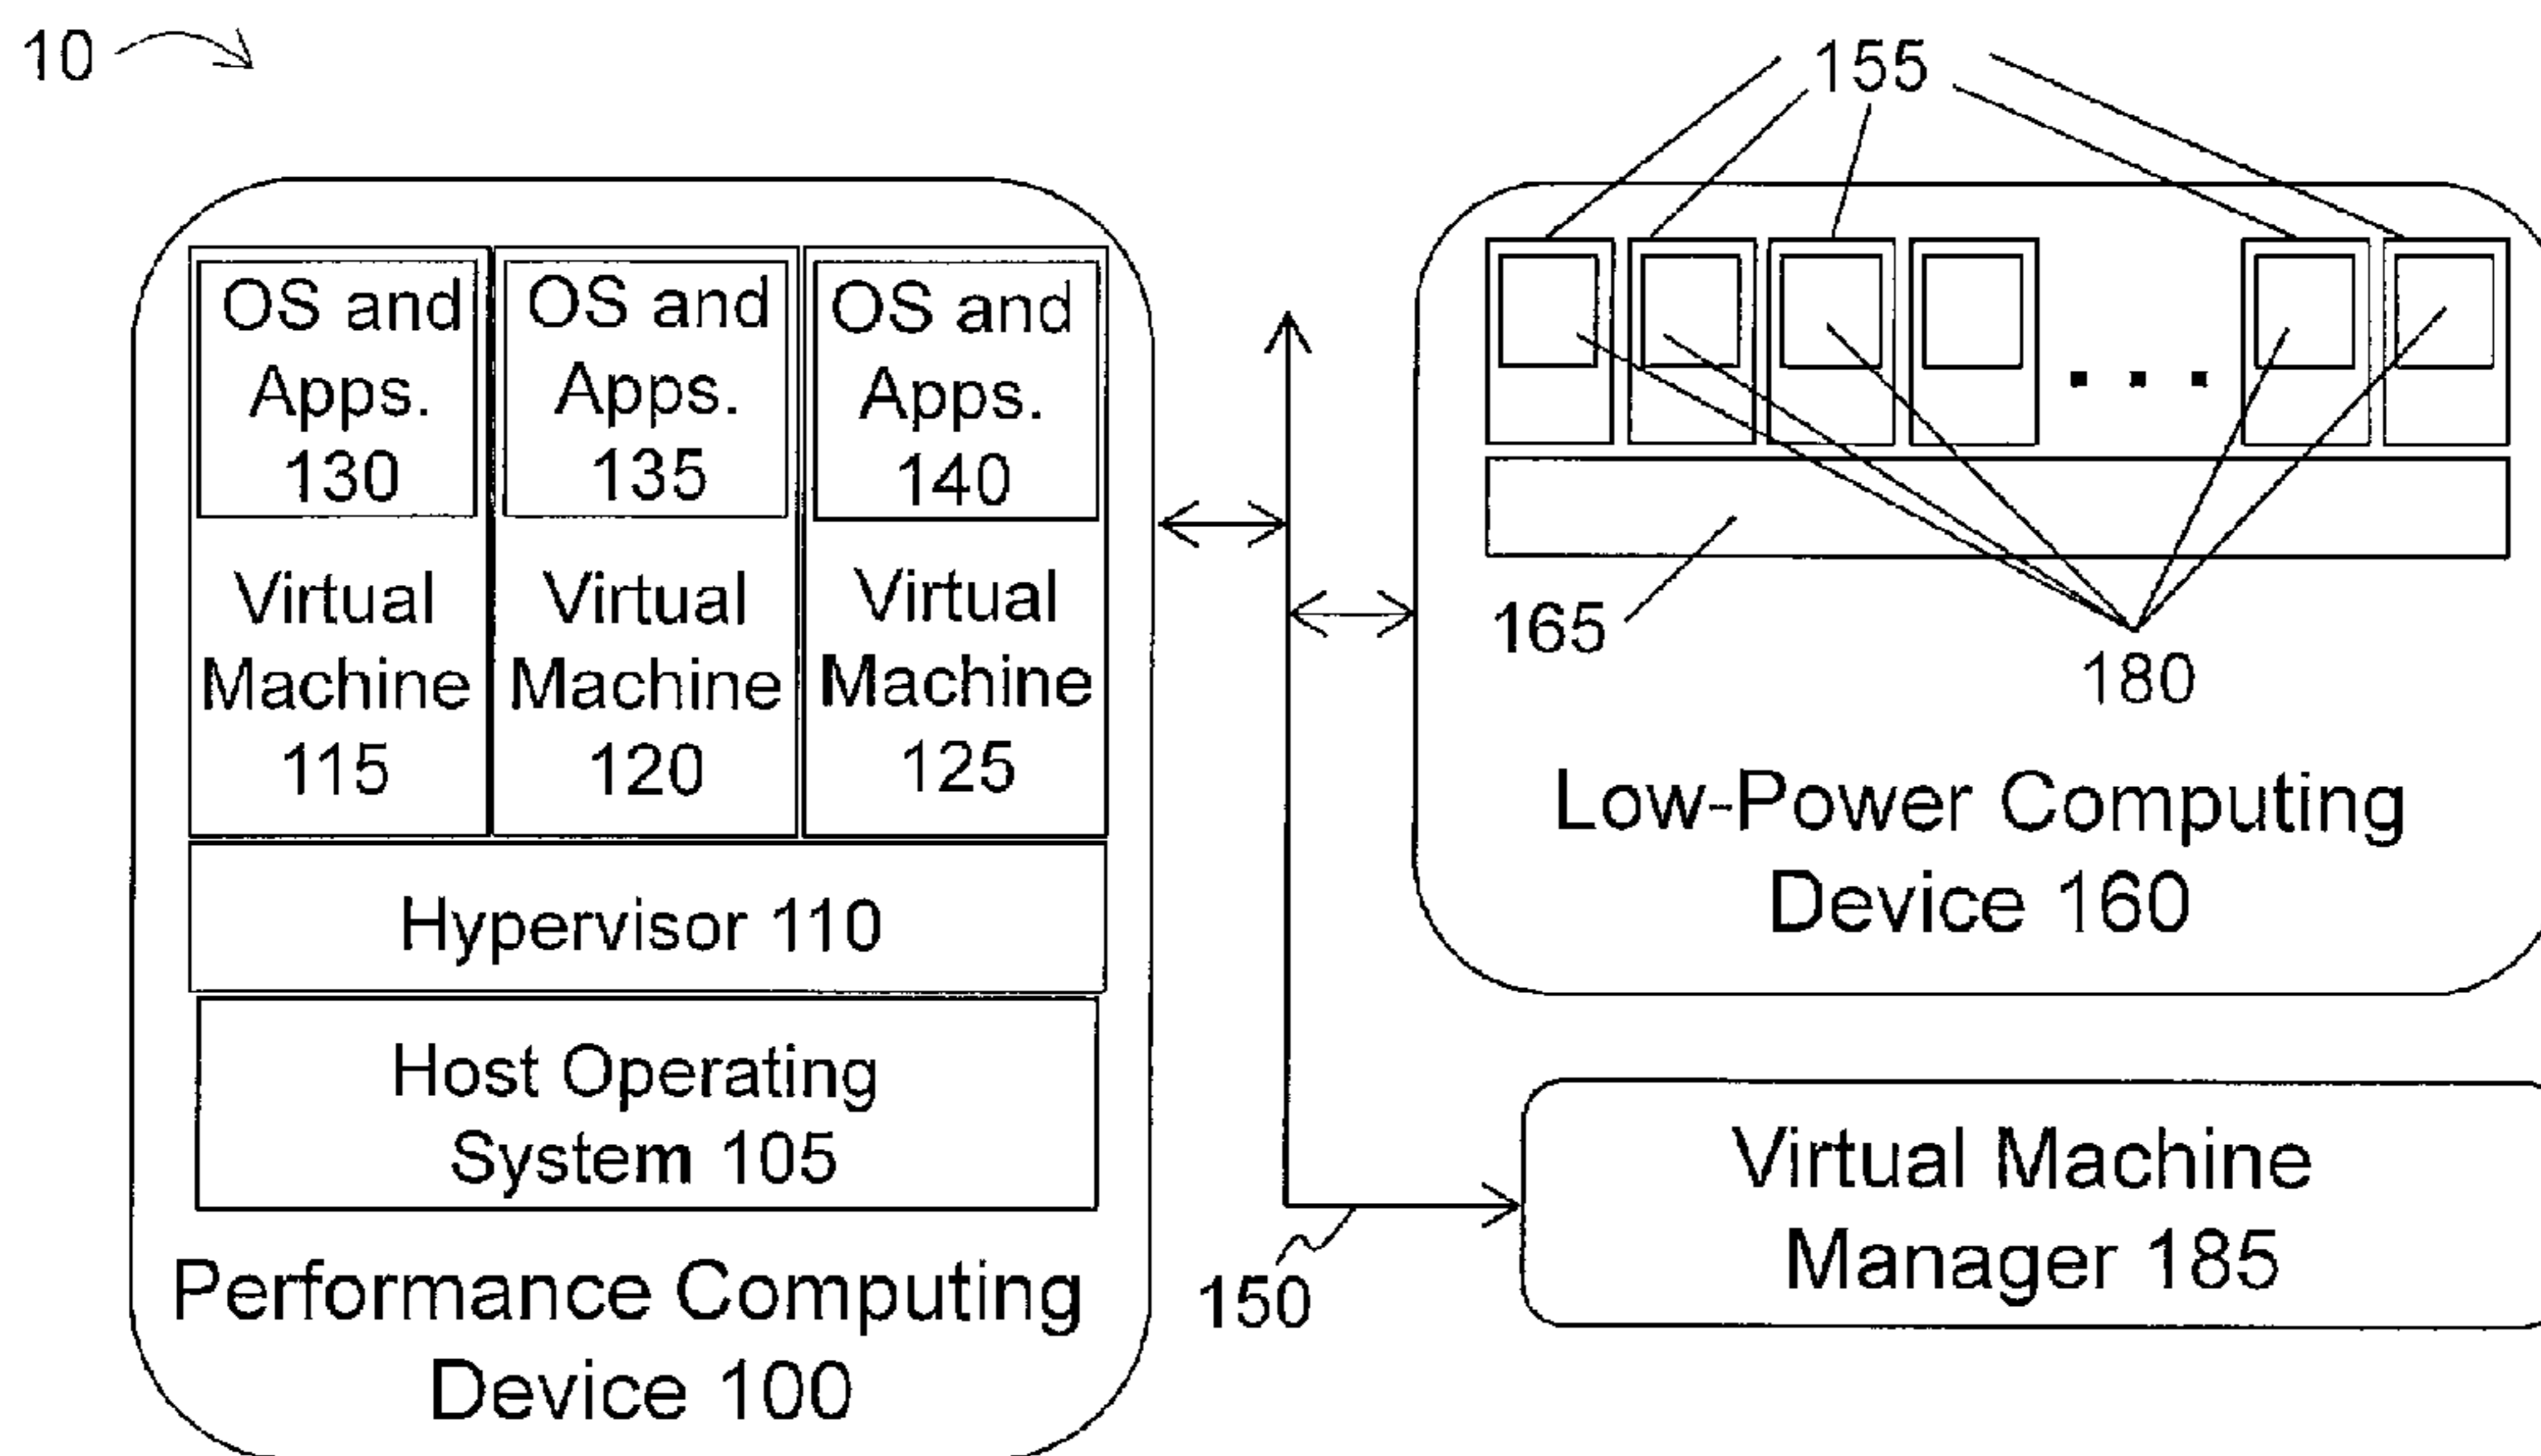 10
155
OS and
Apps.
130
OS and
Apps.
135
OS and
Apps.
140
Virtual
Machine
115
Virtual
Machine
120
Virtual
Machine
125
Hypervisor 110
Host Operating
System 105
Performance Computing
Device 100
150
165
180
Low-Power Computing
Device 160
Virtual Machine
Manager 185